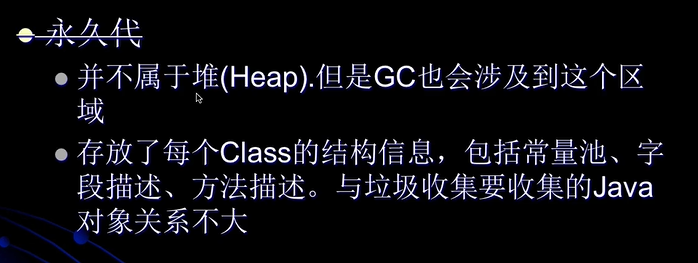 永久代
并不属于堆(Heap).但是GC也会涉及到这个区
域
存放了每个Class的结构信息，包括常量池、字
段描述、方法描述。与垃圾收集要收集的Java
对象关系不大